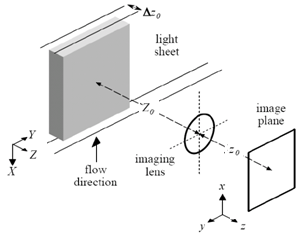 Δz₀
light
sheet
Z₀
image
plane
Y
Z
X
imaging
lens
z₀
flow
direction
x
y
z